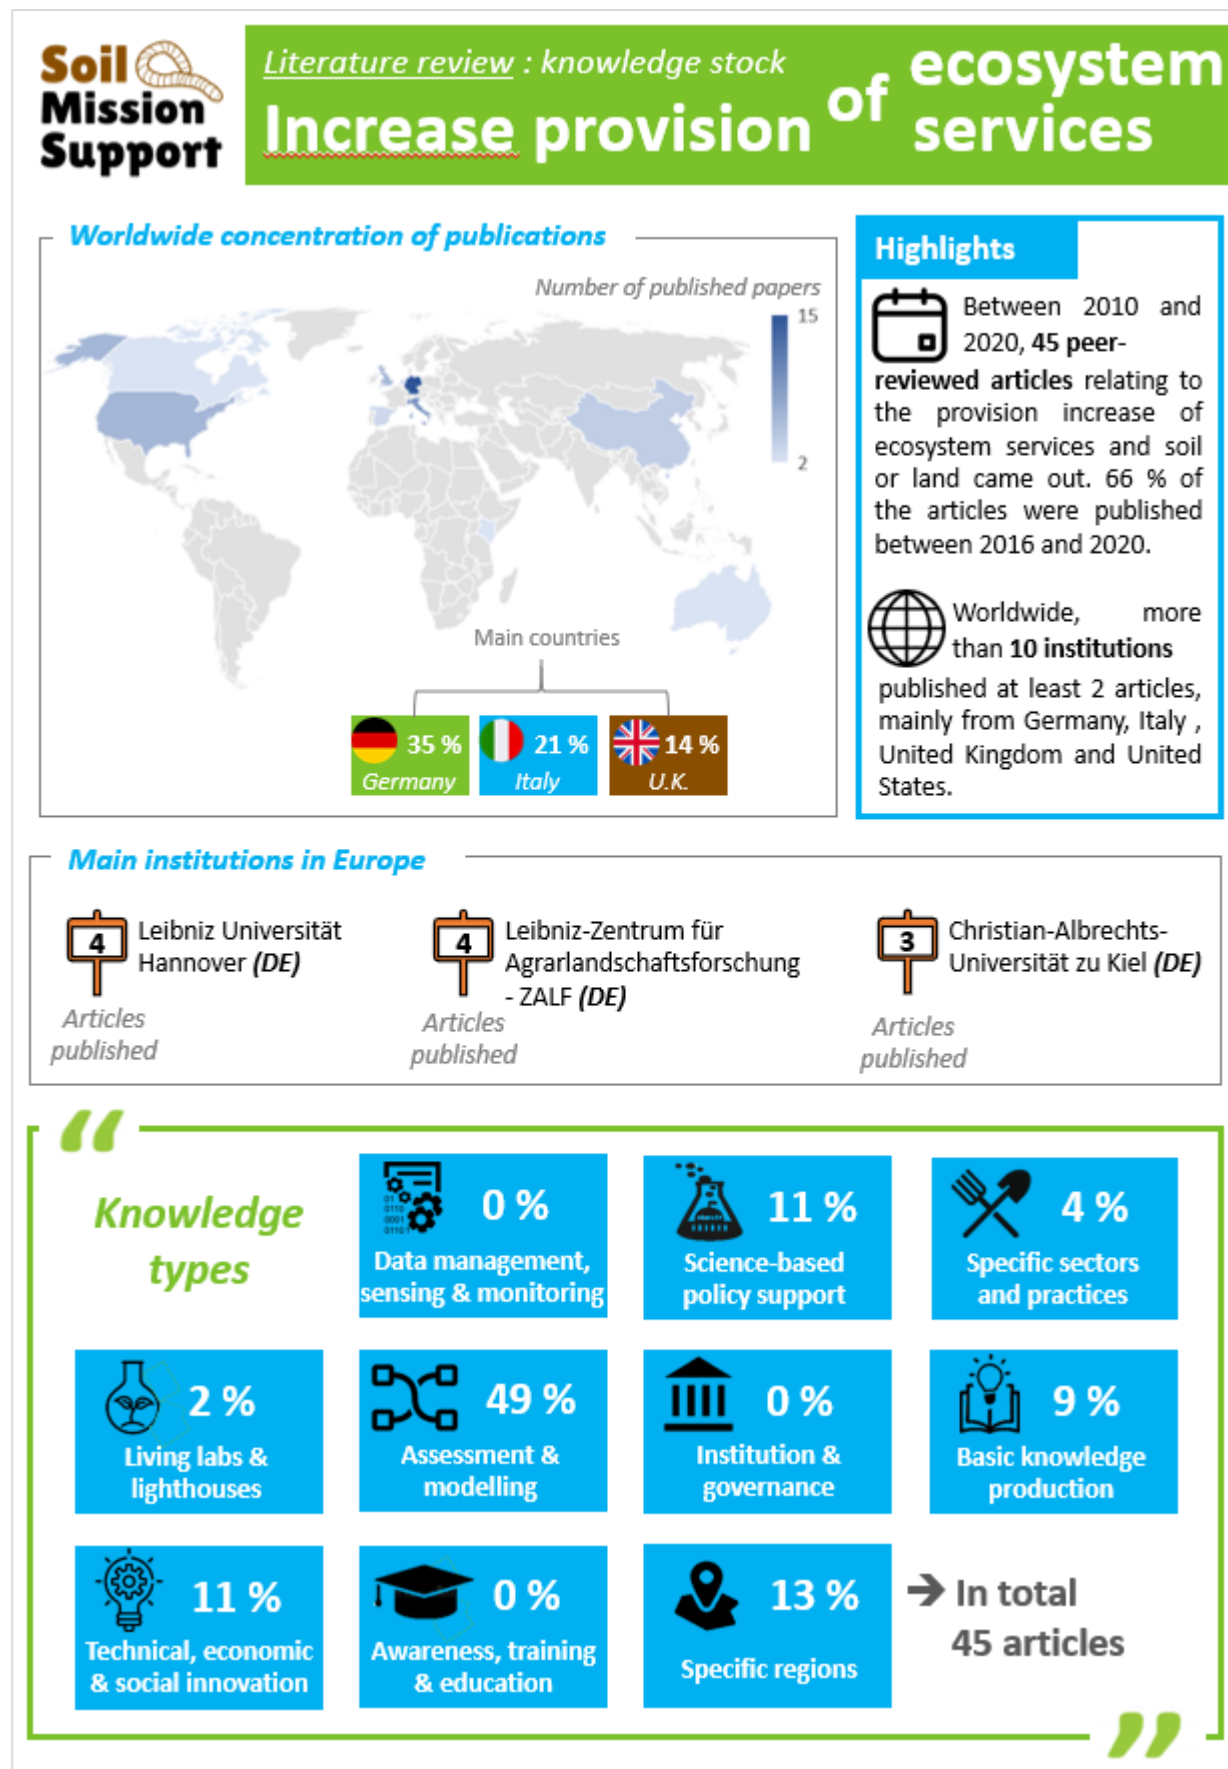 Soil
Mission
Support
Literature review : knowledge stock
Increase provision of ecosystem
services
Worldwide concentration of publications
Number of published papers
15
2
Main countries
35 %
Germany
21 %
Italy
14 %
U.K.
Highlights
Between 2010 and
2020, 45 peer-
reviewed articles relating to
the provision increase of
ecosystem services and soil
or land came out. 66 % of
the articles were published
between 2016 and 2020.
Worldwide, more
than 10 institutions
published at least 2 articles,
mainly from Germany, Italy ,
United Kingdom and United
States.
Main institutions in Europe
4
Leibniz Universität
Hannover (DE)
Articles
published
4
Leibniz-Zentrum für
Agrarlandschaftsforschung
- ZALF (DE)
Articles
published
3
Christian-Albrechts-
Universität zu Kiel (DE)
Articles
published
Knowledge
types
0 %
Data management,
sensing & monitoring
11 %
Science-based
policy support
4 %
Specific sectors
and practices
2 %
Living labs &
lighthouses
49 %
Assessment &
modelling
0 %
Institution &
governance
9 %
Basic knowledge
production
11 %
Technical, economic
& social innovation
0 %
Awareness, training
& education
13 %
Specific regions
➔ In total
45 articles